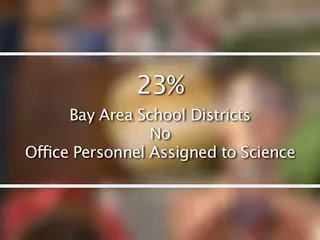 23%
Bay Area School Districts
No
Office Personnel Assigned to Science